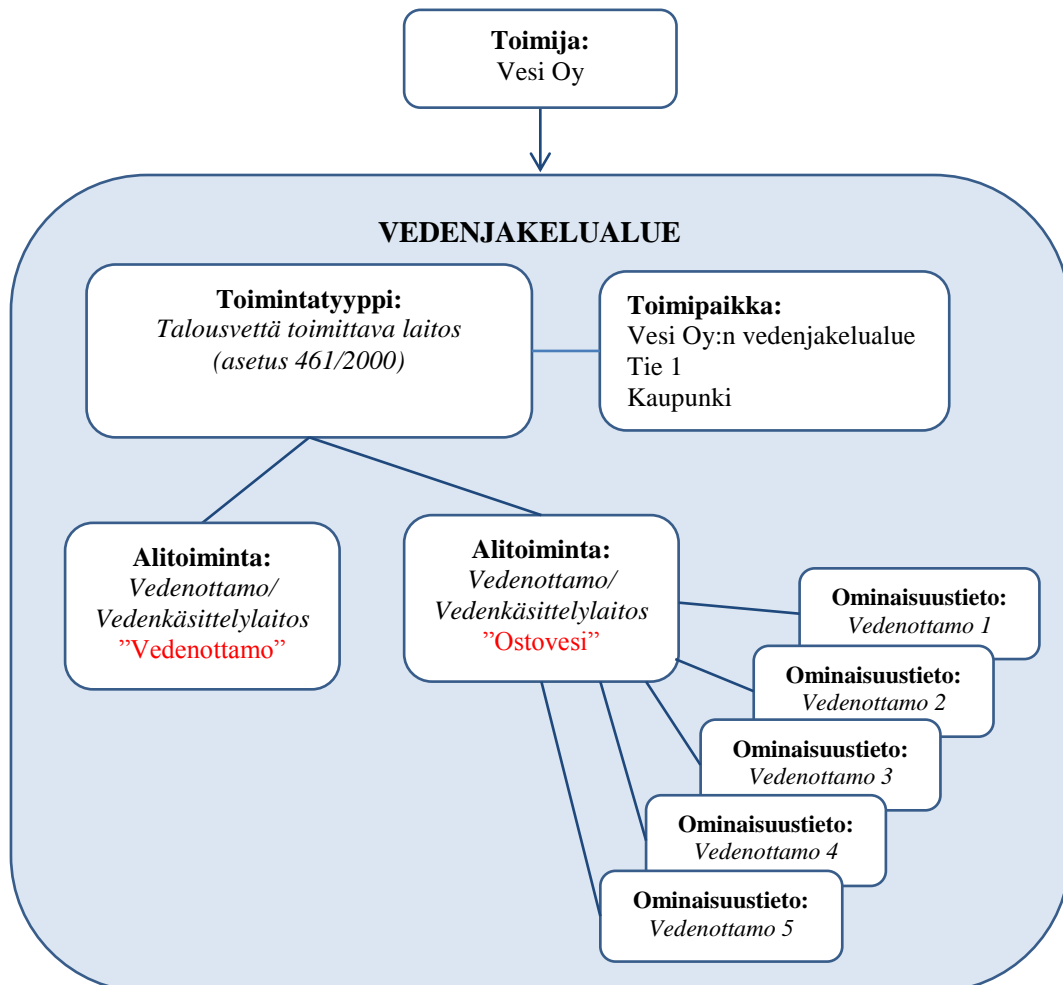 Toimija:
Vesi Oy
VEDENJAKELUALUE
Toimintatyyppi:
Talousvettä toimittava laitos
(asetus 461/2000)
Toimipaikka:
Vesi Oy:n vedenjakelualue
Tie 1
Kaupunki
Alitoiminta:
Vedenottamo/
Vedenkäsittelylaitos
”Vedenottamo”
Alitoiminta:
Vedenottamo/
Vedenkäsittelylaitos
”Ostovesi”
Ominaisuustieto:
Vedenottamo 1
Ominaisuustieto:
Vedenottamo 2
Ominaisuustieto:
Vedenottamo 3
Ominaisuustieto:
Vedenottamo 4
Ominaisuustieto:
Vedenottamo 5